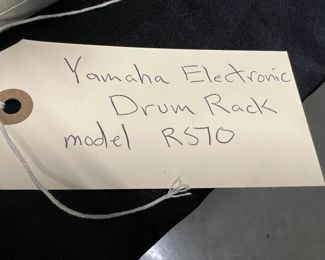 Yamaha Electronic
Drum Rack
model RS70